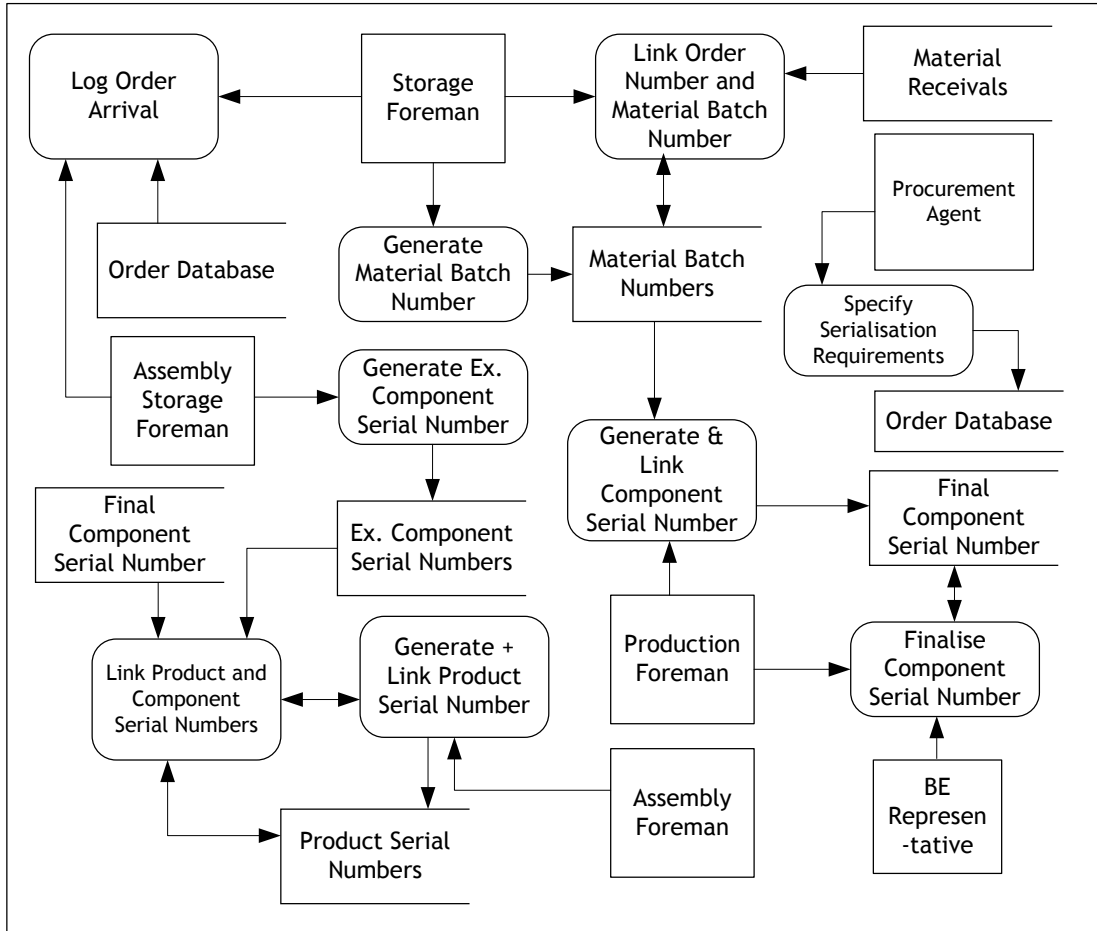 Log Order
Arrival
Storage
Foreman
Link Order
Number and
Material Batch
Number
Material
Receivals
Procurement
Agent
Order Database
Generate
Material Batch
Number
Material Batch
Numbers
Specify
Serialisation
Requirements
Assembly
Storage
Foreman
Generate Ex.
Component
Serial Number
Order Database
Generate &
Link
Component
Serial Number
Final
Component
Serial Number
Final
Component
Serial Number
Ex. Component
Serial Numbers
Link Product and
Component
Serial Numbers
Generate +
Link Product
Serial Number
Production
Foreman
Finalise
Component
Serial Number
Assembly
Foreman
BE
Represen
-tative
Product Serial
Numbers